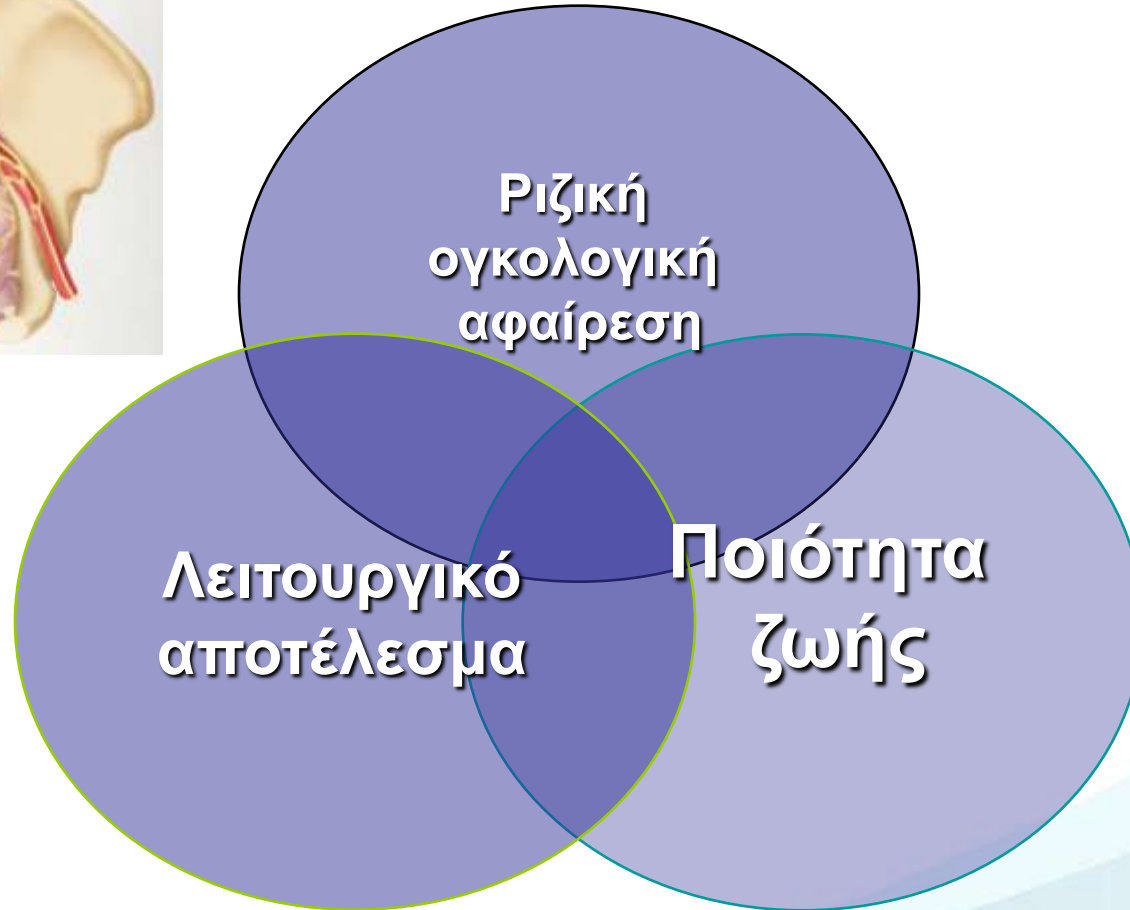 Ριζική
ογκολογική
αφαίρεση
Λειτουργικό
αποτέλεσμα
Ποιότητα
ζωής